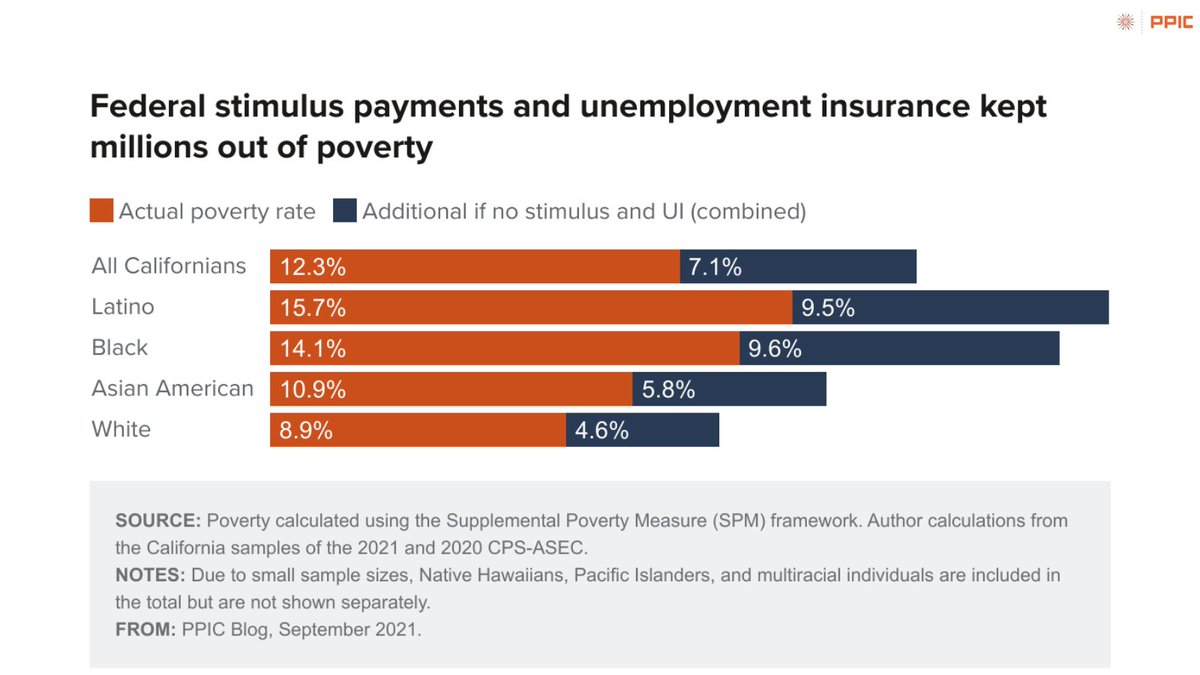 PPIC
Federal stimulus payments and unemployment insurance kept
millions out of poverty
Actual poverty rate Additional if no stimulus and UI (combined)
All Californians 12.3% 7.1%
Latino 15.7% 9.5%
Black 14.1% 9.6%
Asian American 10.9% 5.8%
White 8.9% 4.6%
SOURCE: Poverty calculated using the Supplemental Poverty Measure (SPM) framework. Author calculations from
the California samples of the 2021 and 2020 CPS-ASEC.
NOTES: Due to small sample sizes, Native Hawaiians, Pacific Islanders, and multiracial individuals are included in
the total but are not shown separately.
FROM: PPIC Blog, September 2021.